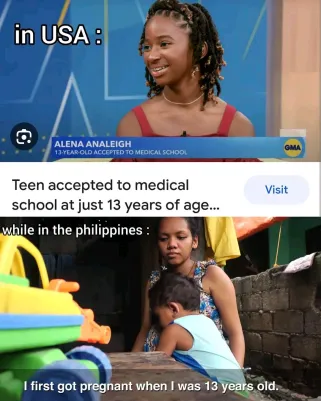 in USA :
ALENA ANALEIGH
13-YEAR-OLD ACCEPTED TO MEDICAL SCHOOL
GMA
Teen accepted to medical
school at just 13 years of age...
Visit
while in the philippines :
I first got pregnant when I was 13 years old.